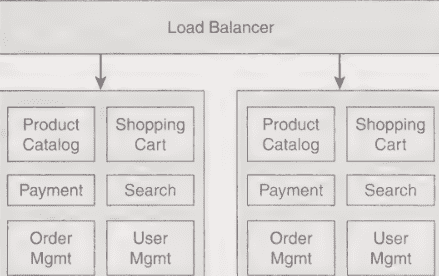 Load Balancer
Product Shopping Product Shopping
Catalog Cart Catalog Cart
Payment Search Payment Search
Order User Order User
Mgmt Mgmt Mgmt Mgmt